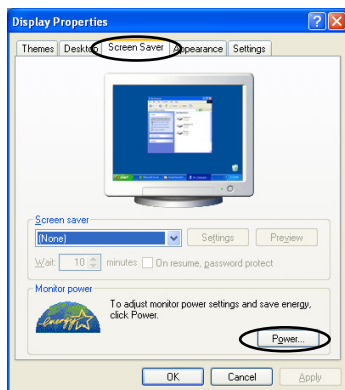 Display Properties
Themes Desktop Screen Saver Appearance Settings
Screen saver
(None) Settings Preview
Wait: 10 minutes On resume, password protect
Monitor power
To adjust monitor power settings and save energy,
click Power.
energy
Power...
OK Cancel Apply